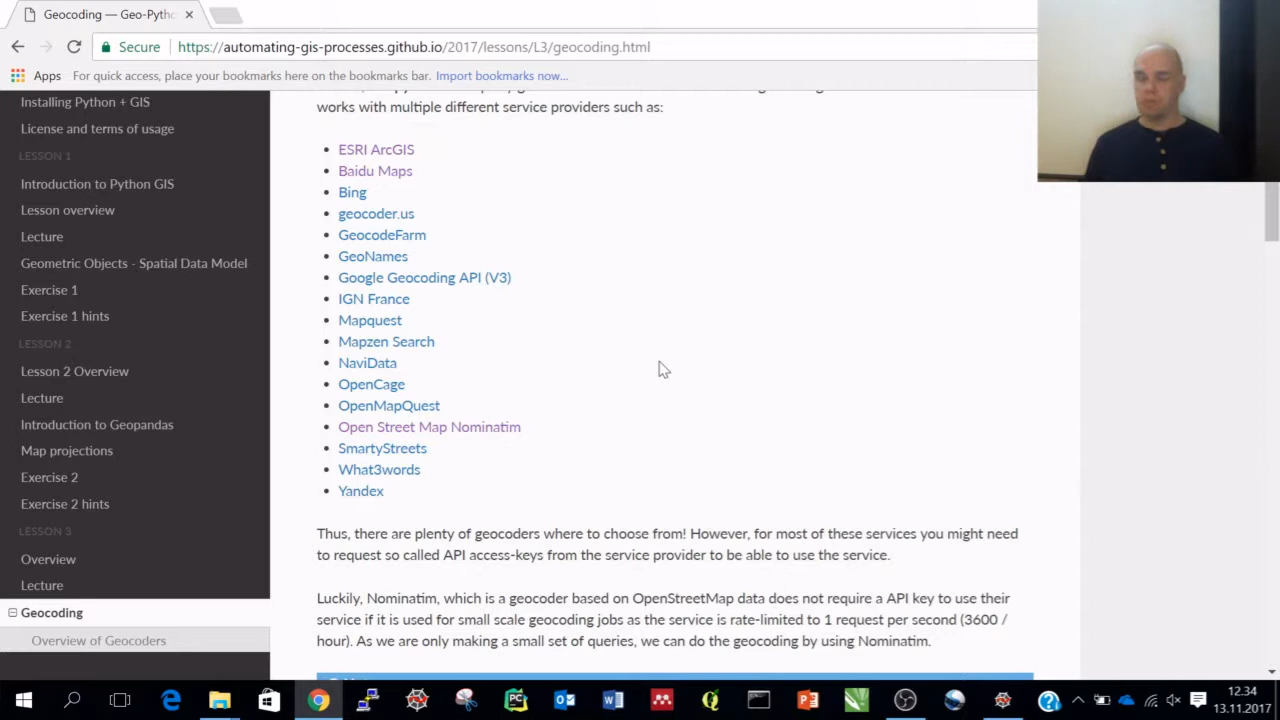 Geocoding — Geo-Pyth
Secure
https://automating-gis-processes.github.io/2017/lessons/L3/geocoding.html
Apps
For quick access, place your bookmarks here on the bookmarks bar.
Import bookmarks now...
Installing Python + GIS
License and terms of usage
LESSON 1
Introduction to Python GIS
Lesson overview
Lecture
Geometric Objects - Spatial Data Model
Exercise 1
Exercise 1 hints
LESSON 2
Lesson 2 Overview
Lecture
Introduction to Geopandas
Map projections
Exercise 2
Exercise 2 hints
LESSON 3
Overview
Lecture
Geocoding
Overview of Geocoders
works with multiple different service providers such as:
ESRI ArcGIS
Baidu Maps
Bing
geocoder.us
GeocodeFarm
GeoNames
Google Geocoding API (V3)
IGN France
Mapquest
Mapzen Search
NaviData
OpenCage
OpenMapQuest
Open Street Map Nominatim
SmartyStreets
What3words
Yandex
Thus, there are plenty of geocoders where to choose from! However, for most of these services you might need
to request so called API access-keys from the service provider to be able to use the service.
Luckily, Nominatim, which is a geocoder based on OpenStreetMap data does not require a API key to use their
service if it is used for small scale geocoding jobs as the service is rate-limited to 1 request per second (3600 /
hour). As we are only making a small set of queries, we can do the geocoding by using Nominatim.
12.34
13.11.2017